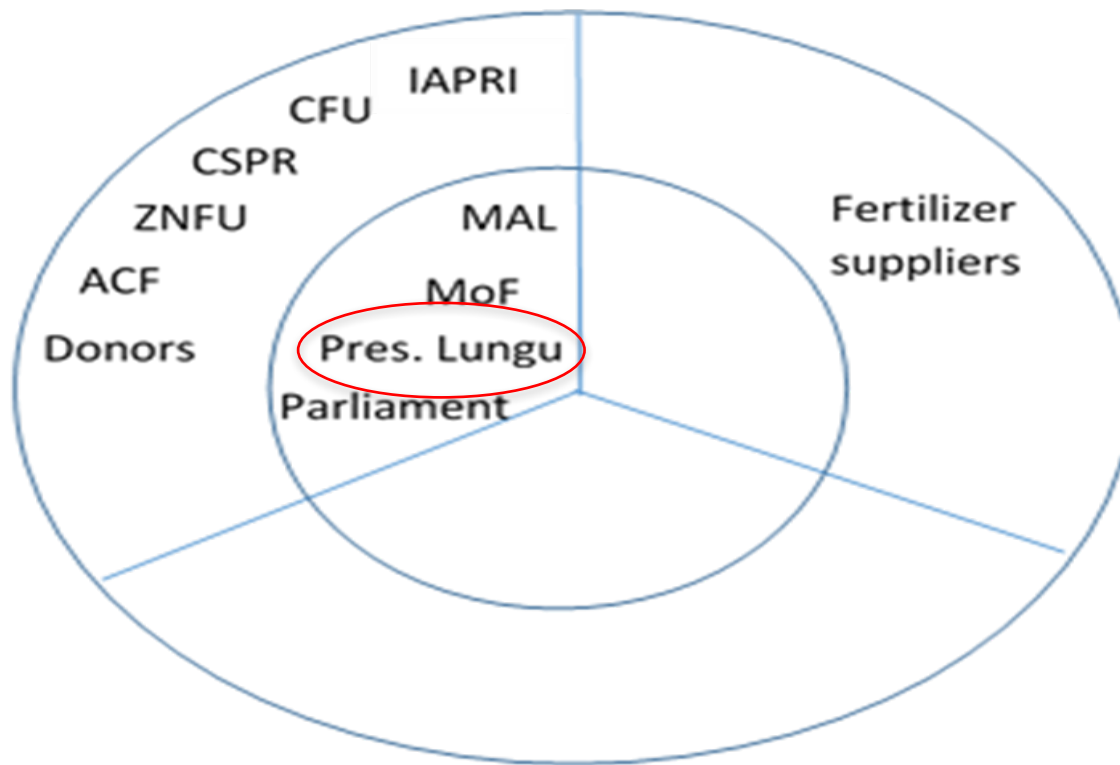 IAPRI
CFU
CSPR
ZNFU
ACF
Donors
MAL
MoF
Pres. Lungu
Parliament
Fertilizer
suppliers